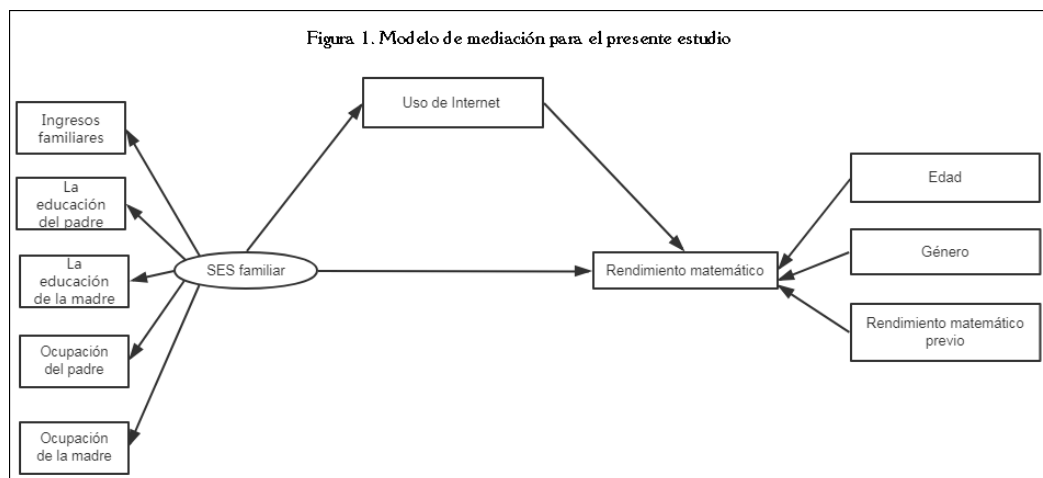 Figura 1. Modelo de mediación para el presente estudio
Uso de Internet
Ingresos
familiares
La
educación
del padre
La
educación
de la madre
Ocupación
del padre
Ocupación
de la madre
SES familiar
Rendimiento matemático
Edad
Género
Rendimiento matemático
previo